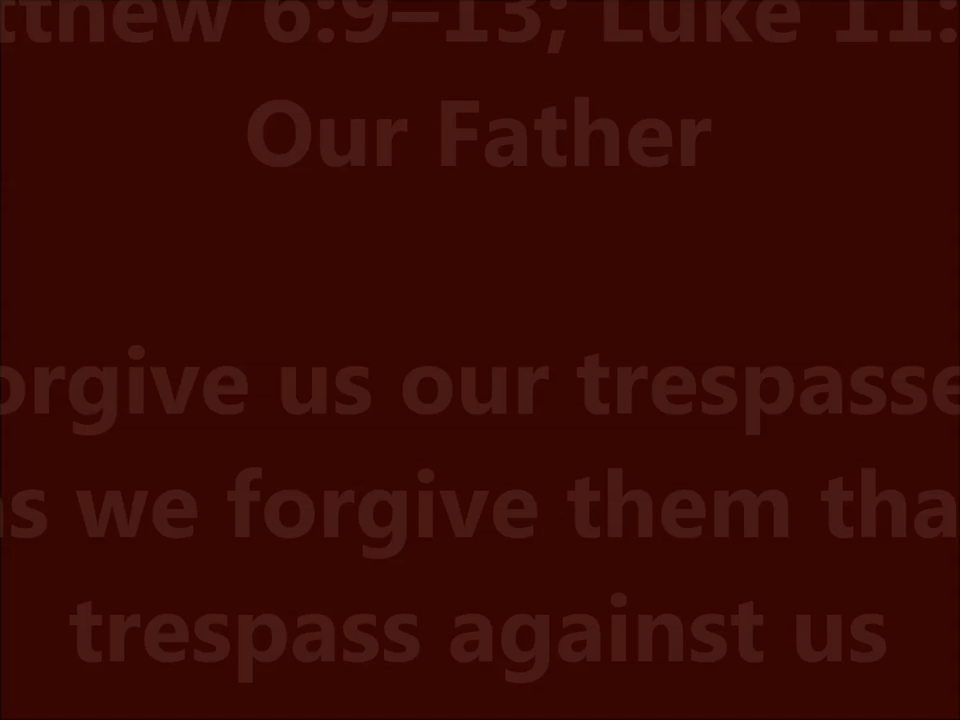 tthew 6:9–13; Luke 11:
Our Father
orgive us our trespasse
as we forgive them tha
trespass against us